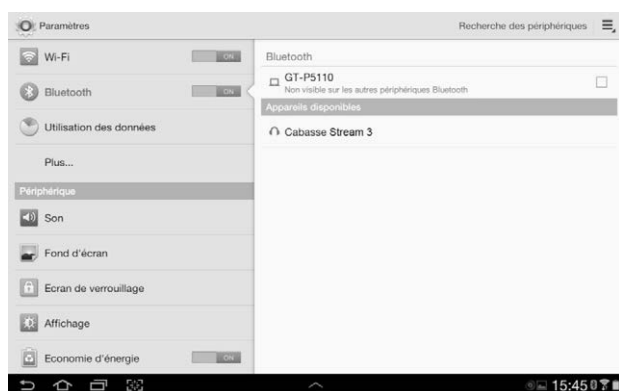 Paramètres
Recherche des périphériques
Wi-Fi
ON
Bluetooth
ON
Utilisation des données
Plus...
Périphérique
Son
Fond d'écran
Ecran de verrouillage
Affichage
Economie d'énergie
ON
Bluetooth
GT-P5110
Non visible sur les autres périphériques Bluetooth
Appareils disponibles
Cabasse Stream 3
15:45